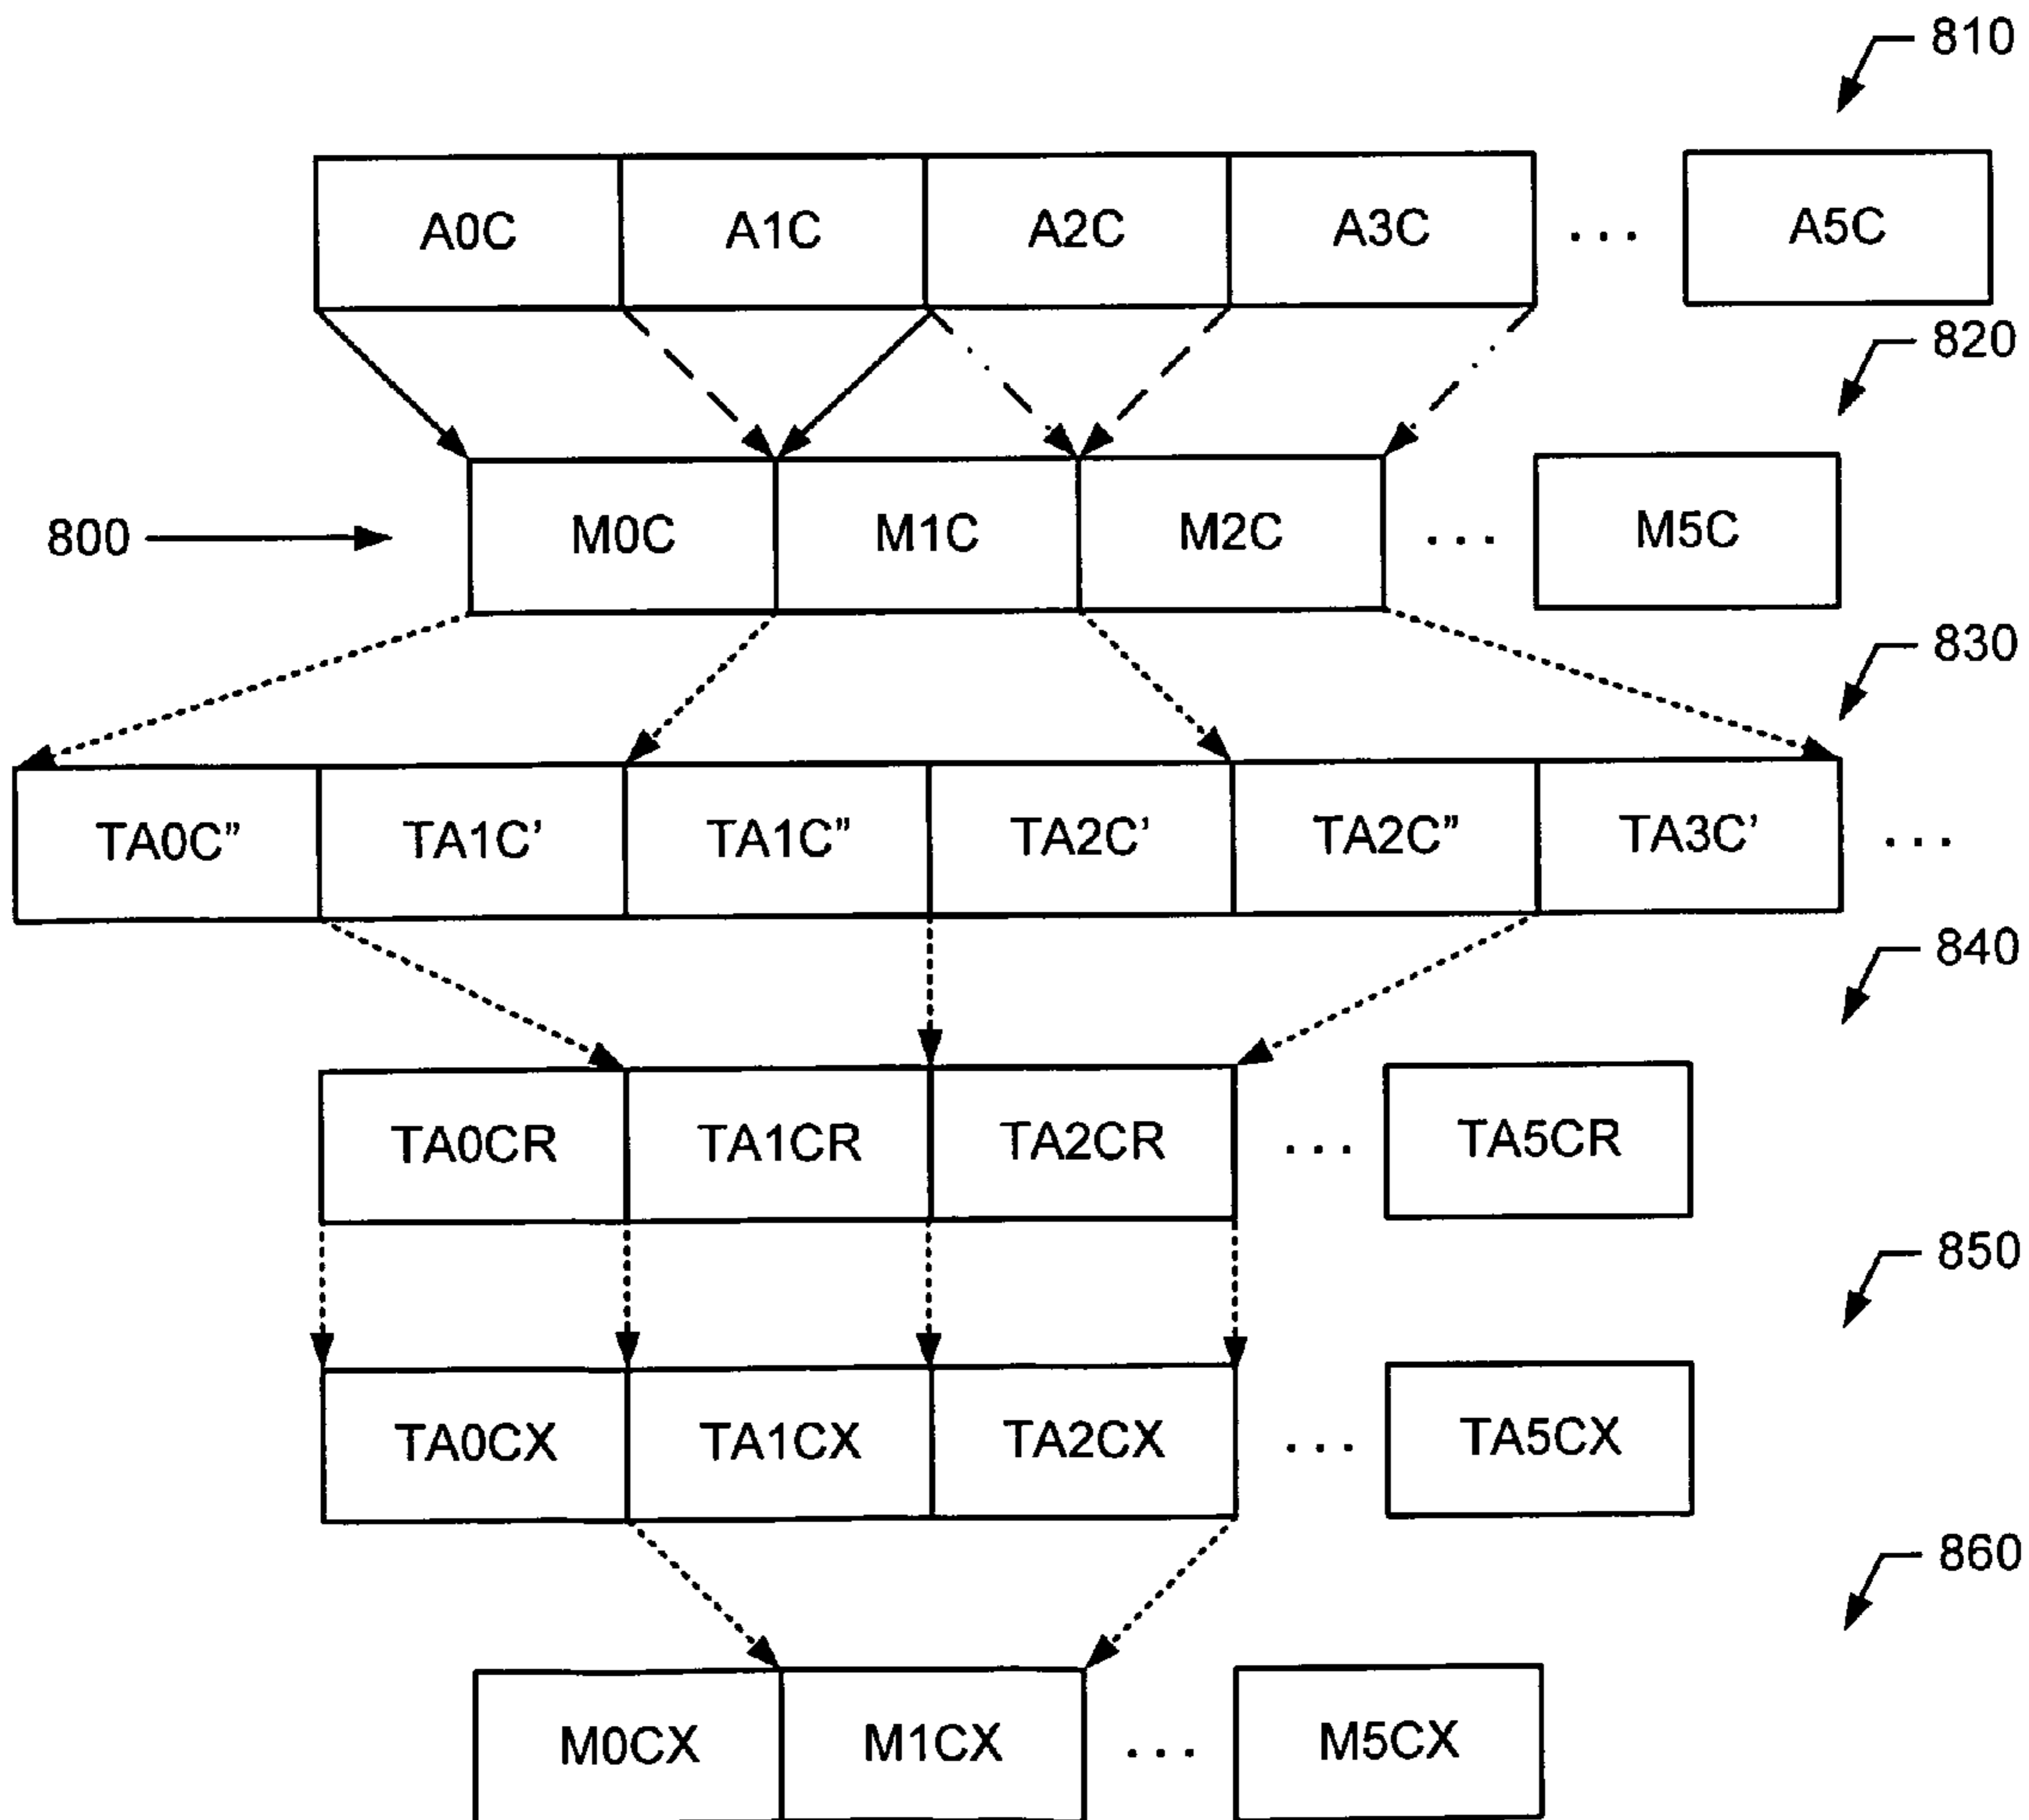 810
A0C A1C A2C A3C ... A5C
820
800 M0C M1C M2C ... M5C
830
TA0C” TA1C’ TA1C” TA2C’ TA2C” TA3C’ ...
840
TA0CR TA1CR TA2CR ... TA5CR
850
TA0CX TA1CX TA2CX ... TA5CX
860
M0CX M1CX ... M5CX